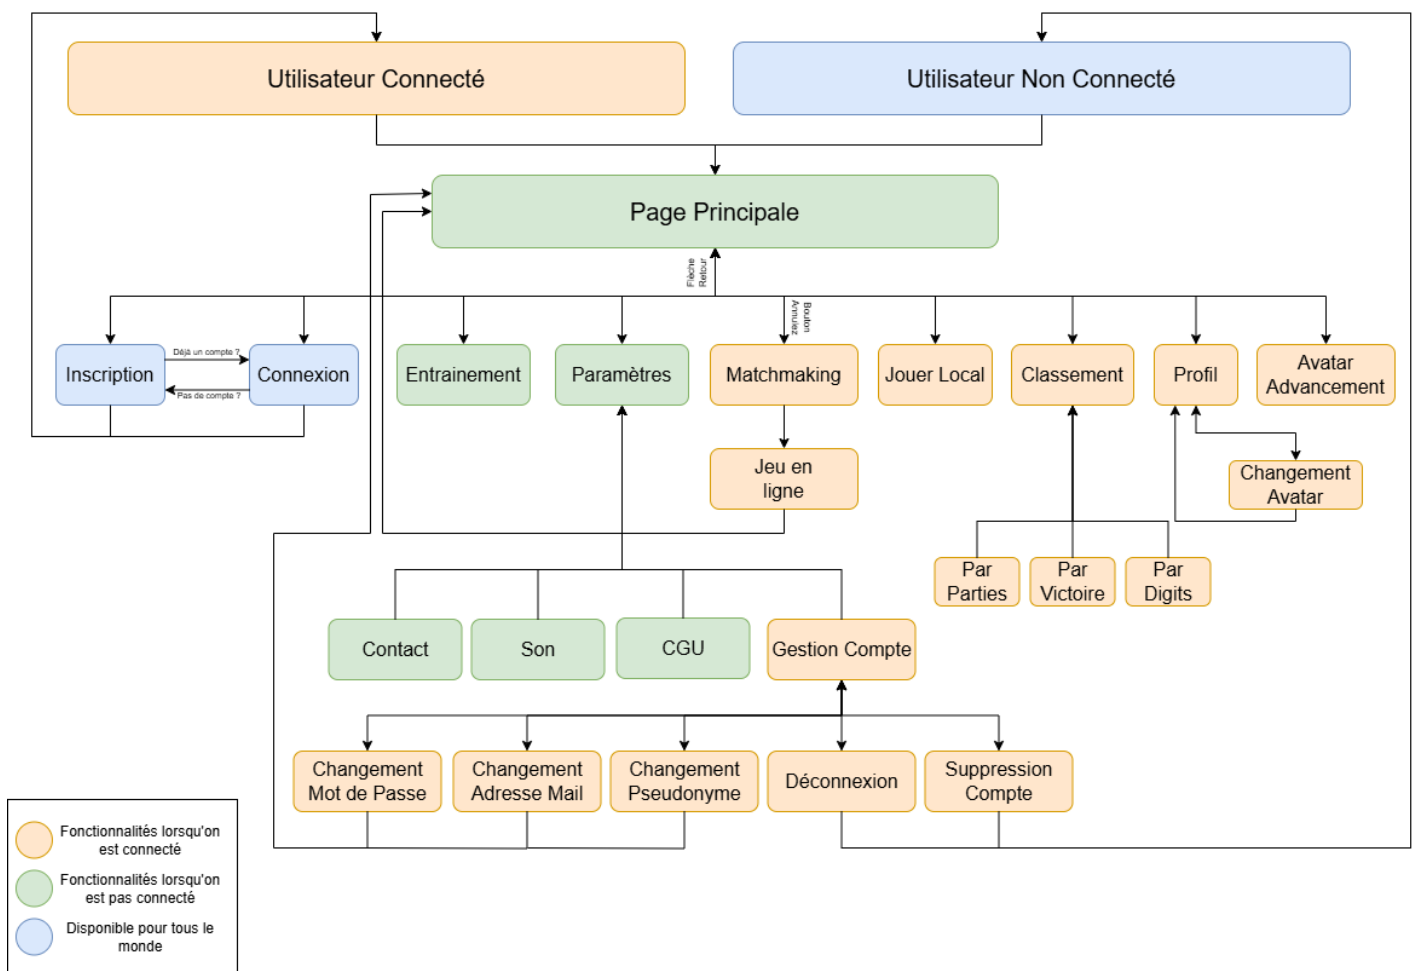 Utilisateur Connecté
Utilisateur Non Connecté
Page Principale
Flèche
Retour
Bouton
Annulez
Déjà un compte ?
Pas de compte ?
Inscription
Connexion
Entrainement
Paramètres
Matchmaking
Jouer Local
Classement
Profil
Avatar
Advancement
Jeu en
ligne
Changement
Avatar
Par
Parties
Par
Victoire
Par
Digits
Contact
Son
CGU
Gestion Compte
Changement
Mot de Passe
Changement
Adresse Mail
Changement
Pseudonyme
Déconnexion
Suppression
Compte
Fonctionnalités lorsqu'on
est connecté
Fonctionnalités lorsqu'on
est pas connecté
Disponible pour tous le
monde